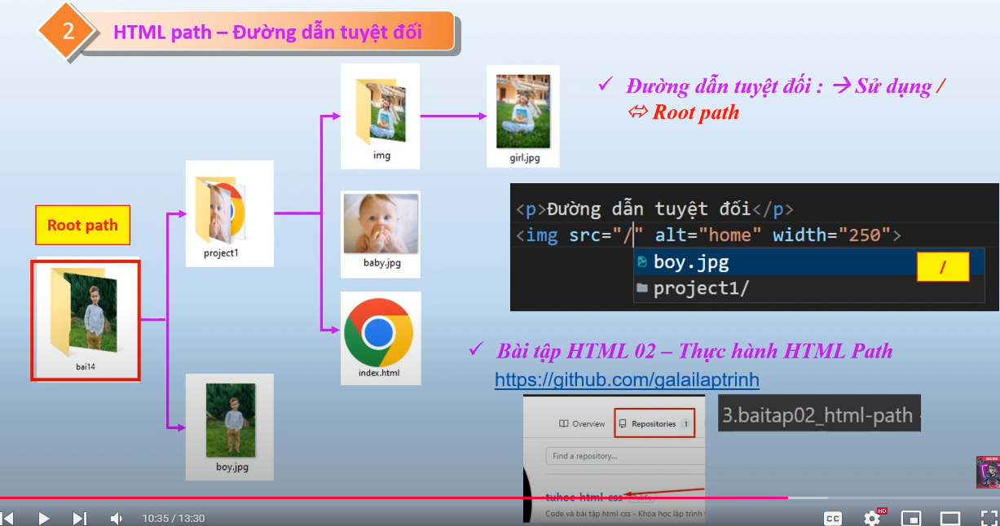 2
HTML path – Đường dẫn tuyệt đối
img
girl.jpg
Đường dẫn tuyệt đối : → Sử dụng /
⇔ Root path
Root path
project1
baby.jpg
<p>Đường dẫn tuyệt đối</p>
<img src="/" alt="home" width="250">
boy.jpg
/
project1/
bai14
index.html
boy.jpg
Bài tập HTML 02 – Thực hành HTML Path
https://github.com/galailaptrinh
Overview
Repositories 1
3.baitap02_html-path
Find a repository...
tuhoc-html-css
Code và bài tập html css - Khóa học lập trình
10:35 / 13:30
CC
HD